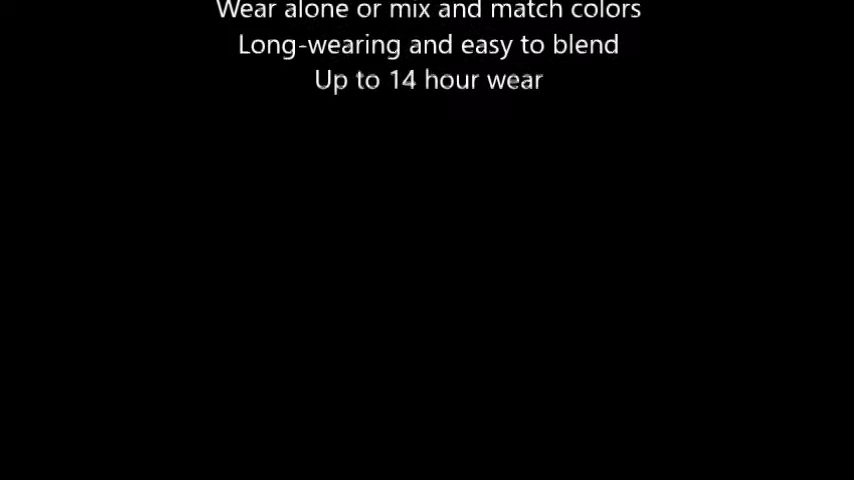 Wear alone or mix and match colors
Long-wearing and easy to blend
Up to 14 hour wear